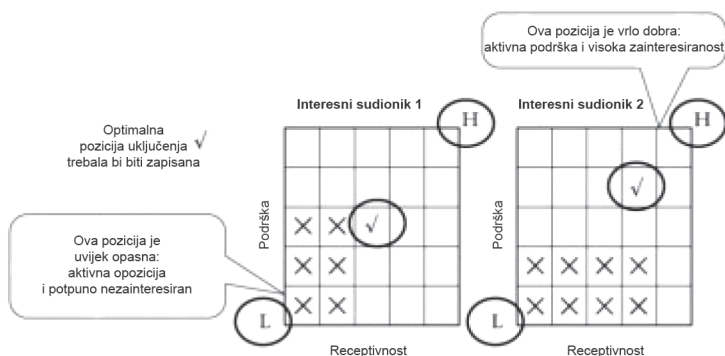 Ova pozicija je vrlo dobra:
aktivna podrška i visoka zainteresiranost
Interesni sudionik 1
Interesni sudionik 2
H
H
Optimalna
pozicija uključenja √
trebala bi biti zapisana
√
Podrška
Podrška
× × √
Ova pozicija je
uvijek opasna:
aktivna opozicija
i potpuno nezainteresiran
× ×
× × × ×
× ×
× × × ×
L
L
Receptivnost
Receptivnost